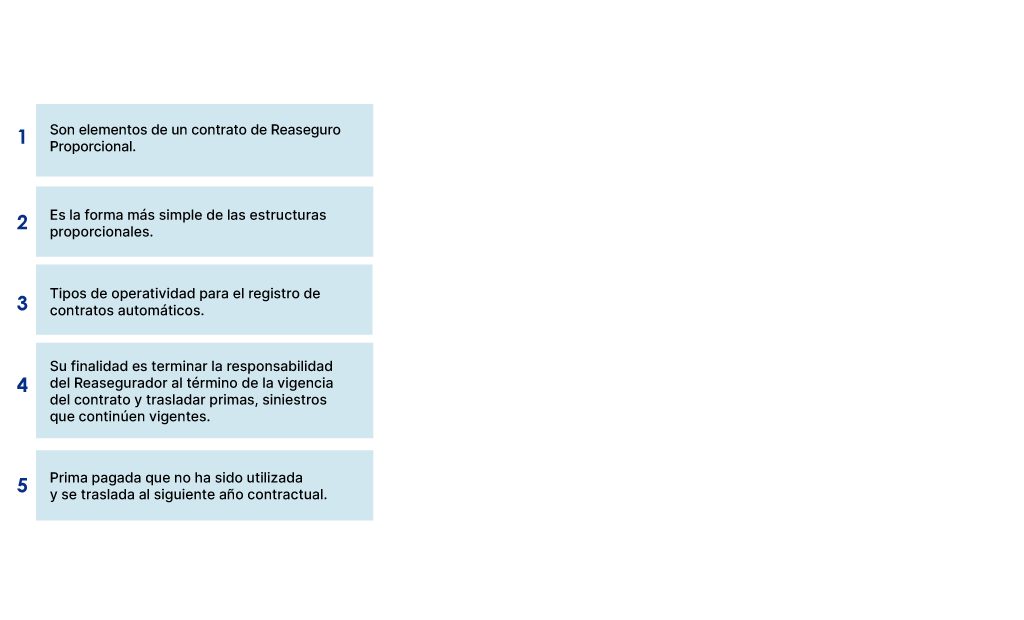 1
Son elementos de un contrato de Reaseguro
Proporcional.
2
Es la forma más simple de las estructuras
proporcionales.
3
Tipos de operatividad para el registro de
contratos automáticos.
4
Su finalidad es terminar la responsabilidad
del Reasegurador al término de la vigencia
del contrato y trasladar primas, siniestros
que continúen vigentes.
5
Prima pagada que no ha sido utilizada
y se traslada al siguiente año contractual.